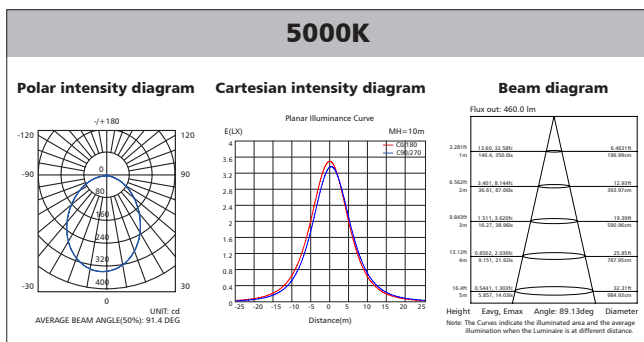 5000K
Polar intensity diagram
Cartesian intensity diagram
Beam diagram
-/+180
-120
120
-90
90
-30
30
0
80
160
240
320
400
0
UNIT: cd
AVERAGE BEAM ANGLE(50%): 91.4 DEG
Planar Illuminance Curve
E(LX)
MH=10m
C0/180
C90/270
4
3.6
3.2
2.8
2.4
2.0
1.6
1.2
0.8
0.4
0
-25 -20 -15 -10 -5 0 5 10 15 20 25
Distance(m)
Flux out: 460.0 lm
3.281ft 13.60, 32.58fc 6.4631ft
1m 146.4, 350.6lx 196.99cm
6.562ft 3.401, 8.144fc 12.93ft
2m 36.61, 87.66lx 393.97cm
9.843ft 1.511, 3.620fc 19.39ft
3m 16.27, 38.96lx 590.96cm
13.12ft 0.8502, 2.036fc 25.85ft
4m 9.151, 21.92lx 787.95cm
16.4ft 0.5441, 1.303fc 32.31ft
5m 5.857, 14.03lx 984.93cm
Height Eavg, Emax Angle: 89.13deg Diameter
Note: The Curves indicate the illuminated area and the average
illumination when the Luminaire is at different distance.